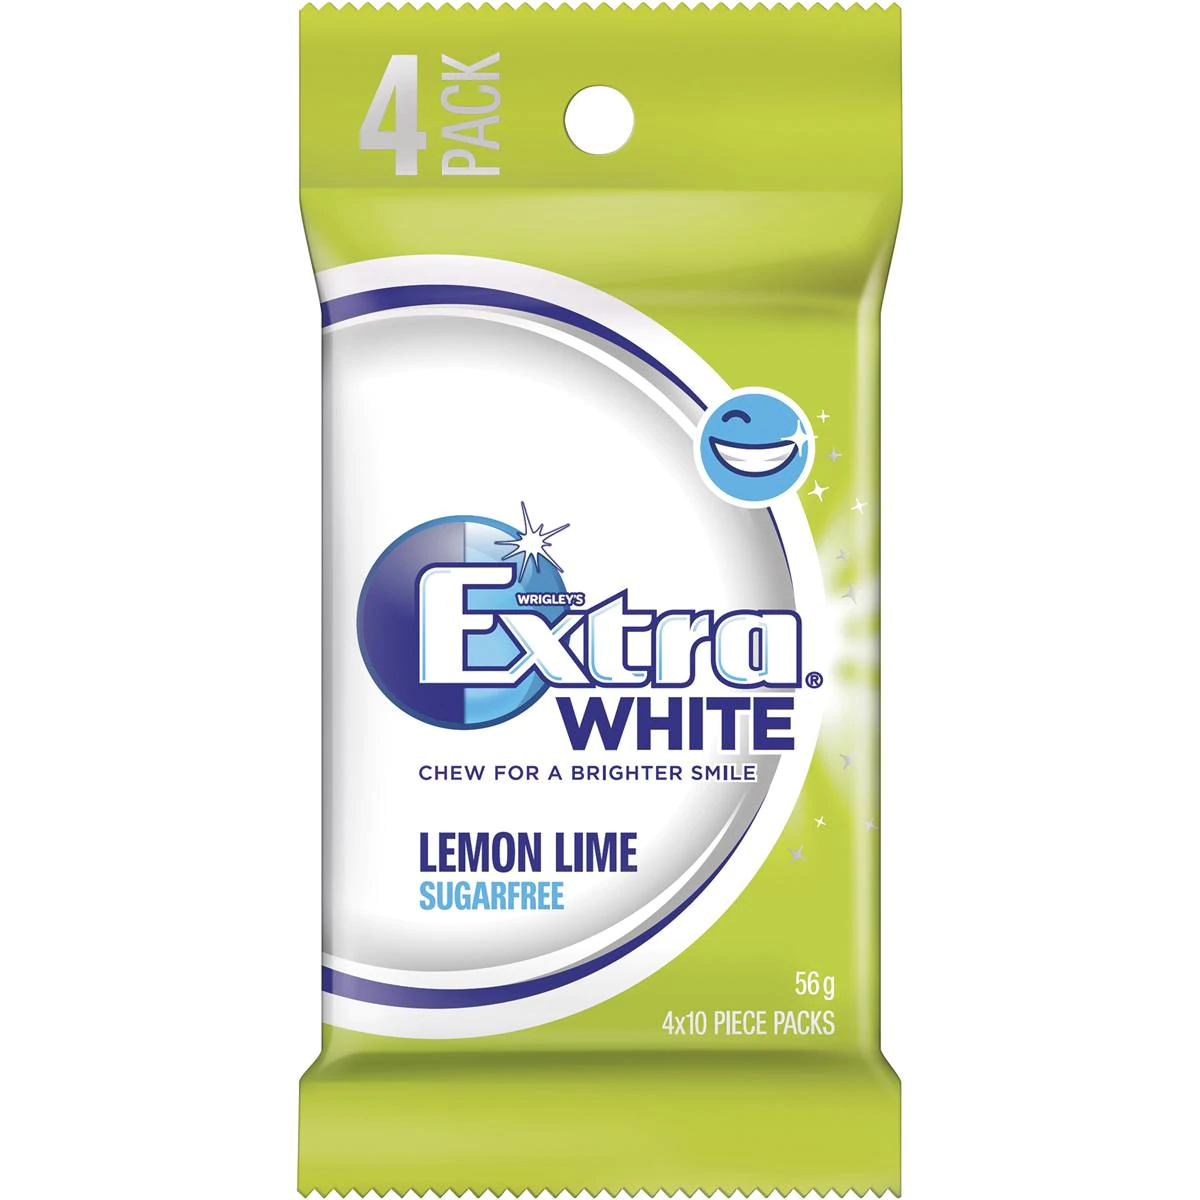 4 PACK
WRIGLEY'S
Extra®
WHITE
CHEW FOR A BRIGHTER SMILE
LEMON LIME
SUGARFREE
56g
4x10 PIECE PACKS